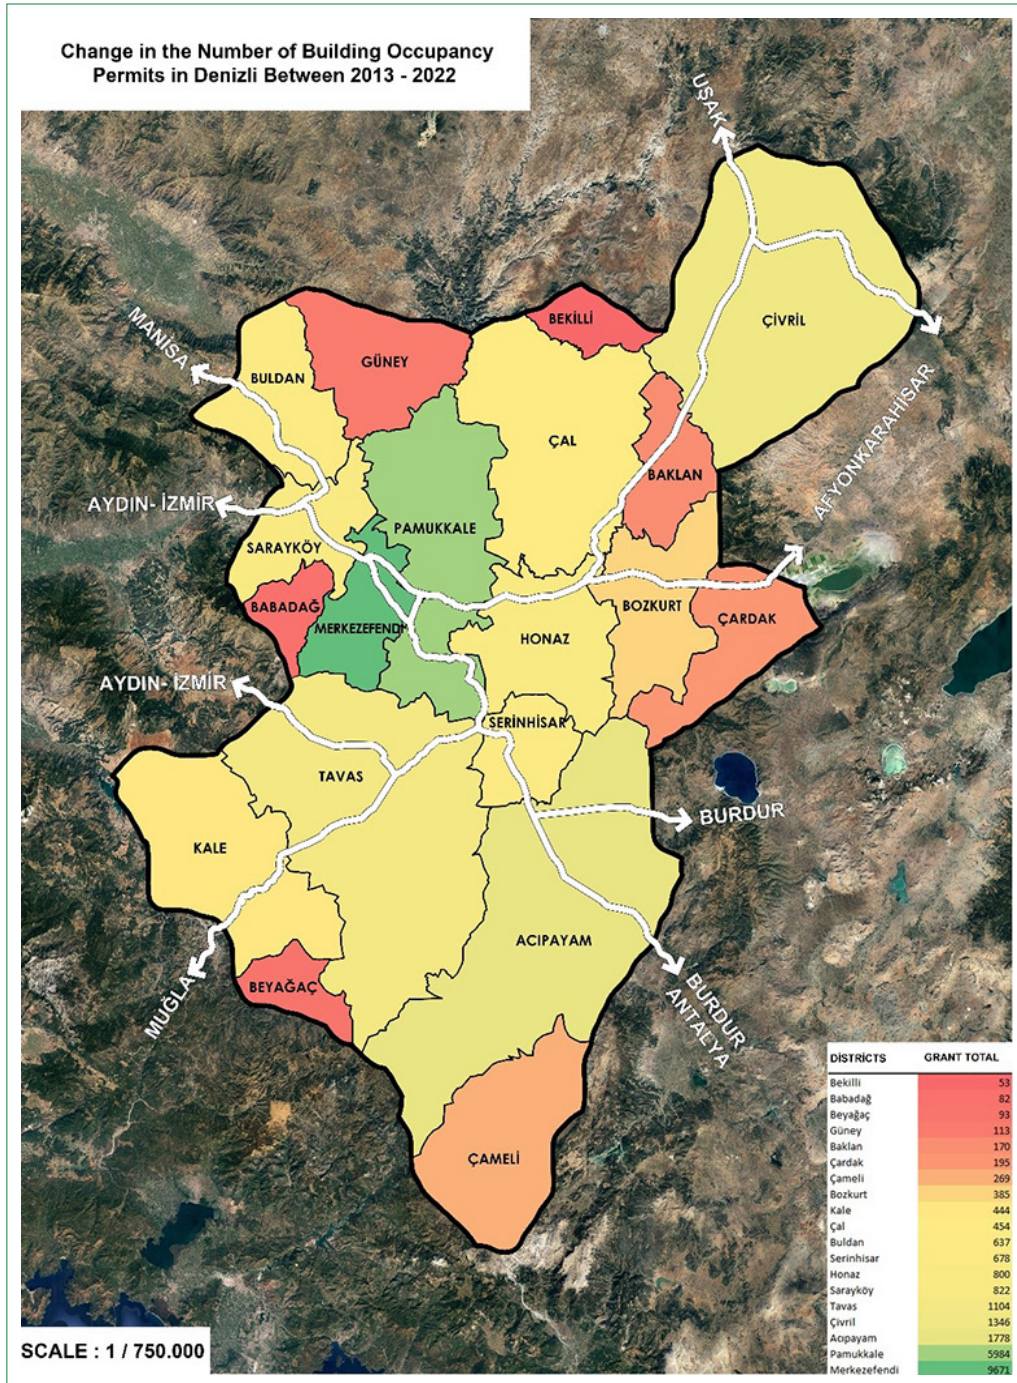 Change in the Number of Building Occupancy
Permits in Denizli Between 2013 - 2022
UŞAK
ÇİVRİL
BEKİLLİ
MANİSA
GÜNEY
BULDAN
AFYONKARAHİSAR
ÇAL
BAKLAN
AYDIN- İZMİR
PAMUKKALE
SARAYKÖY
BABADAĞ
BOZKURT
ÇARDAK
MERKEZEFENDİ
HONAZ
AYDIN- İZMİR
SERİNHİSAR
TAVAS
BURDUR
KALE
ACIPAYAM
BEYAĞAÇ
MUĞLA
BURDUR
ANTALYA
ÇAMELİ
DİSTRİCTS GRANT TOTAL
Bekilli 53
Babadağ 82
Beyağaç 93
Güney 113
Baklan 170
Çardak 195
Çameli 269
Bozkurt 385
Kale 444
Çal 454
Buldan 637
Serinhisar 678
Honaz 800
Sarayköy 822
Tavas 1104
Çivril 1346
Acıpayam 1778
Pamukkale 5984
Merkezefendi 9671
SCALE : 1 / 750.000